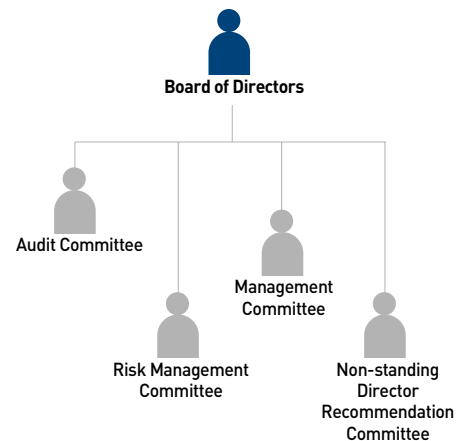 Board of Directors
Audit Committee
Management
Committee
Risk Management
Committee
Non-standing
Director
Recommendation
Committee